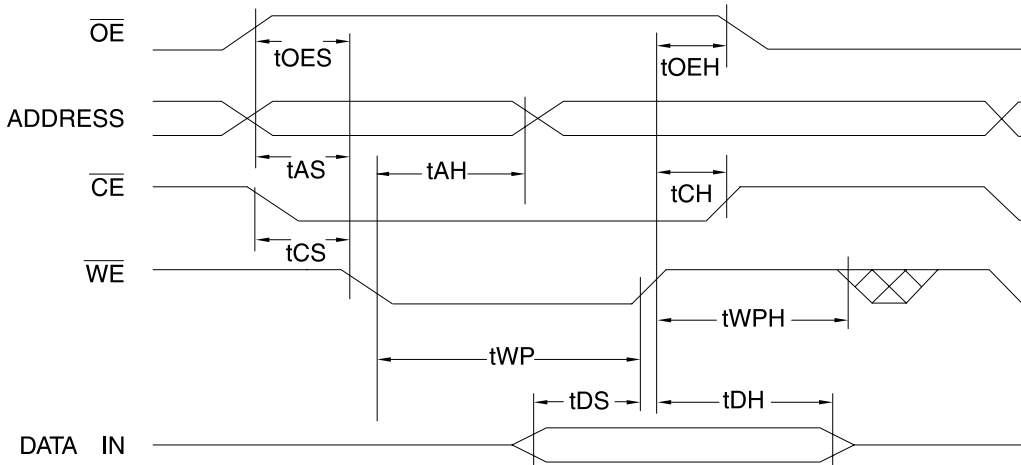 OE
tOES
tOEH
ADDRESS
tAS
tAH
CE
tCH
tCS
WE
tWPH
tWP
tDS
tDH
DATA IN